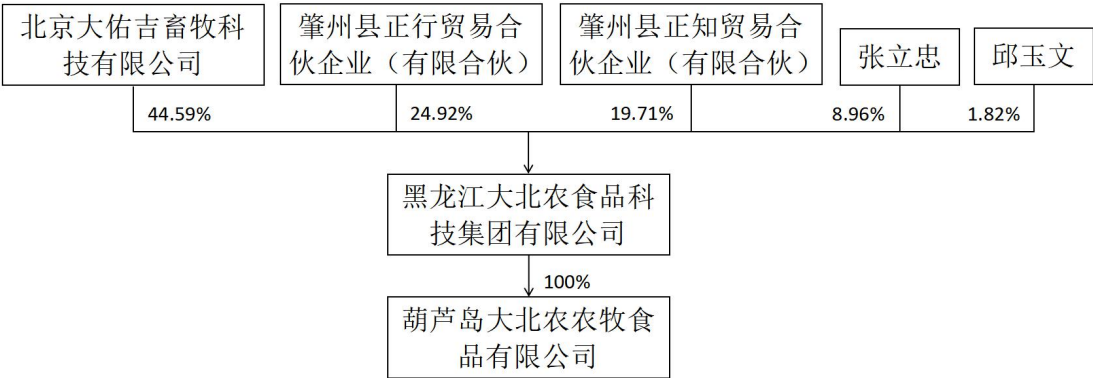 北京大佑吉畜牧科
技有限公司
肇州县正行贸易合
伙企业（有限合伙）
肇州县正知贸易合
伙企业（有限合伙）
张立忠
邱玉文
44.59%
24.92%
19.71%
8.96%
1.82%
黑龙江大北农食品科
技集团有限公司
100%
葫芦岛大北农农牧食
品有限公司